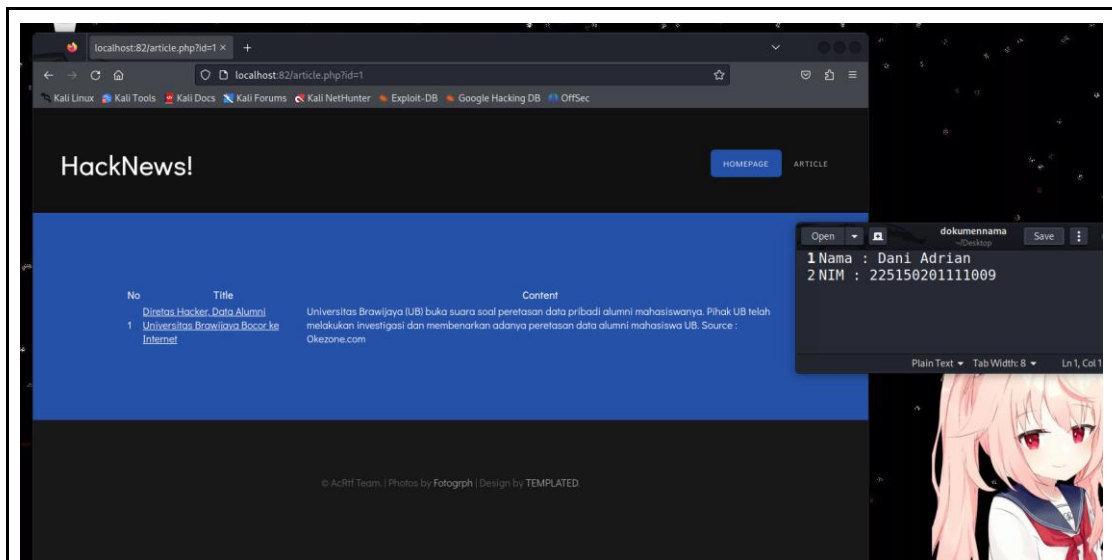 localhost:82/article.php?id=1
localhost:82/article.php?id=1
Kali Linux Kali Tools Kali Docs Kali Forums Kali NetHunter Exploit-DB Google Hacking DB OffSec
HackNews!
HOMEPAGE ARTICLE
No Title Content
Diretas Hacker, Data Alumni
1 Universitas Brawijaya Bocor ke
Internet
Universitas Brawijaya (UB) buka suara soal peretasan data pribadi alumni mahasiswanya. Pihak UB telah
melakukan investigasi dan membenarkan adanya peretasan data alumni mahasiswa UB. Source :
Okezone.com
© AcRtf Team. | Photos by Fotogrph | Design by TEMPLATED.
Open dokumennama Save
~/Desktop
1 Nama : Dani Adrian
2 NIM : 225150201111009
Plain Text Tab Width: 8 Ln 1, Col 1